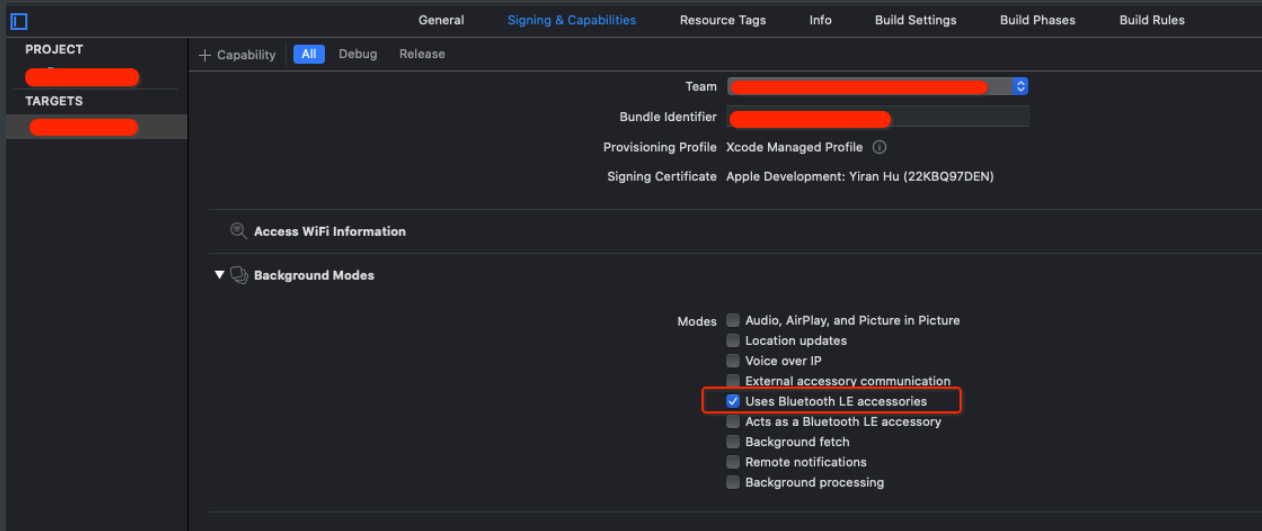 General Signing & Capabilities Resource Tags Info Build Settings Build Phases Build Rules
PROJECT
TARGETS
+ Capability All Debug Release
Team
Bundle Identifier
Provisioning Profile Xcode Managed Profile
Signing Certificate Apple Development: Yiran Hu (22KBQ97DEN)
Access WiFi Information
Background Modes
Modes Audio, AirPlay, and Picture in Picture
Location updates
Voice over IP
External accessory communication
Uses Bluetooth LE accessories
Acts as a Bluetooth LE accessory
Background fetch
Remote notifications
Background processing